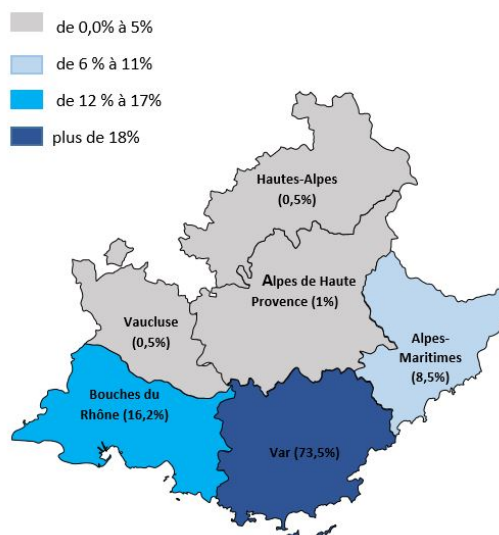 de 0,0% à 5%
de 6 % à 11%
de 12 % à 17%
plus de 18%
Hautes-Alpes
(0,5%)
Alpes de Haute
Provence (1%)
Vaucluse
(0,5%)
Alpes-
Maritimes
(8,5%)
Bouches du
Rhône (16,2%)
Var (73,5%)